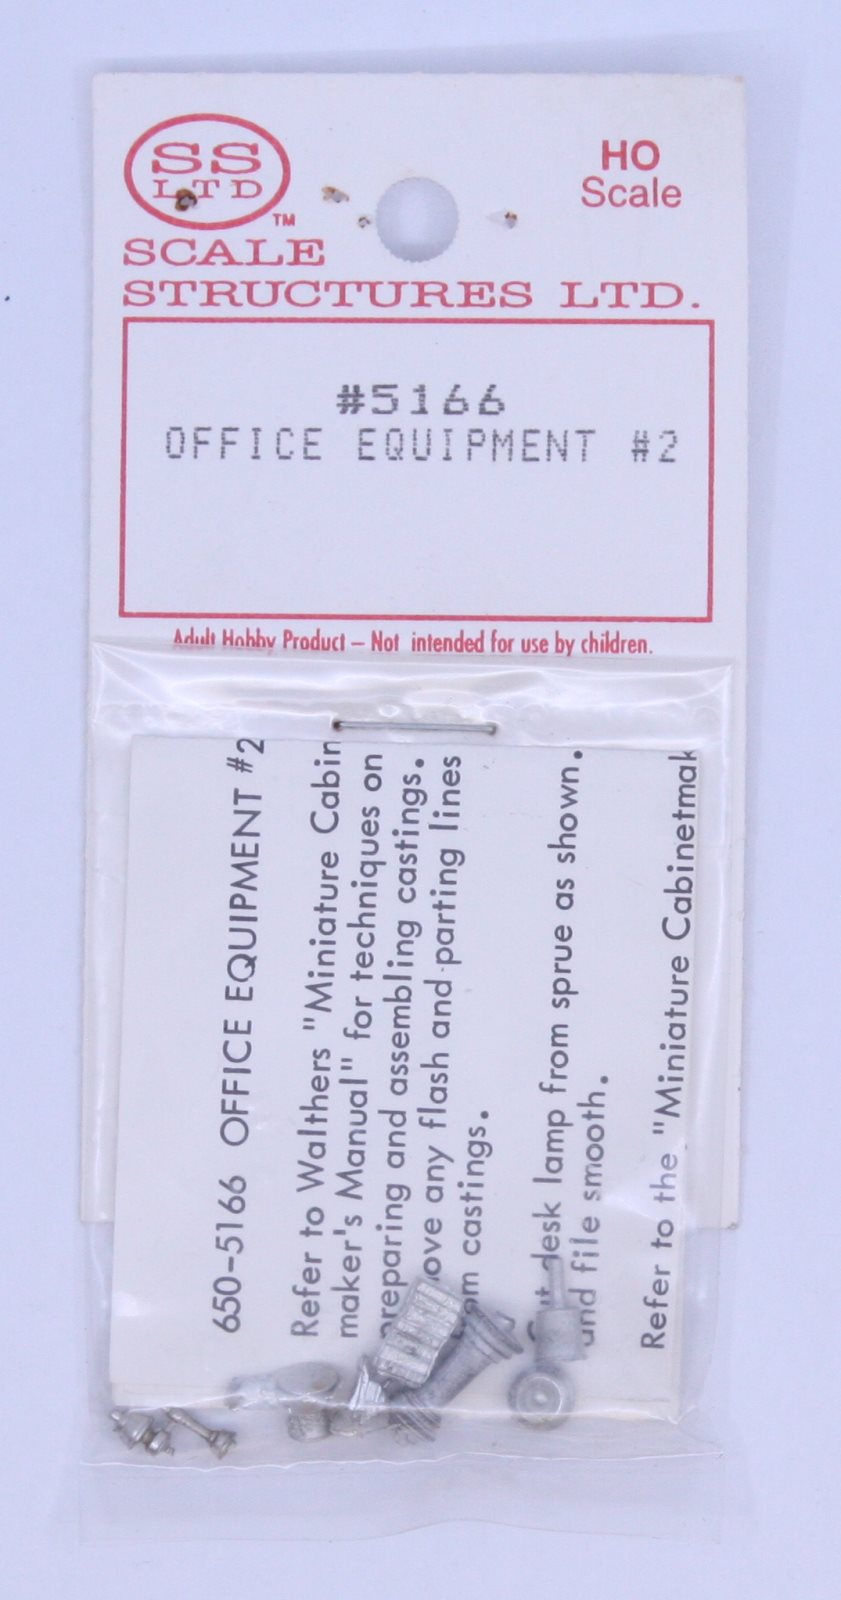 SS
LTD
™
HO
Scale
SCALE
STRUCTURES LTD.
#5166
OFFICE EQUIPMENT #2
Adult Hobby Product – Not intended for use by children.
650-5166 OFFICE EQUIPMENT #2
Refer to Walthers "Miniature Cabin
maker's Manual" for techniques on
preparing and assembling castings.
ove any flash and parting lines
om castings.
Cut desk lamp from sprue as shown.
and file smooth.
Refer to the "Miniature Cabinetmak